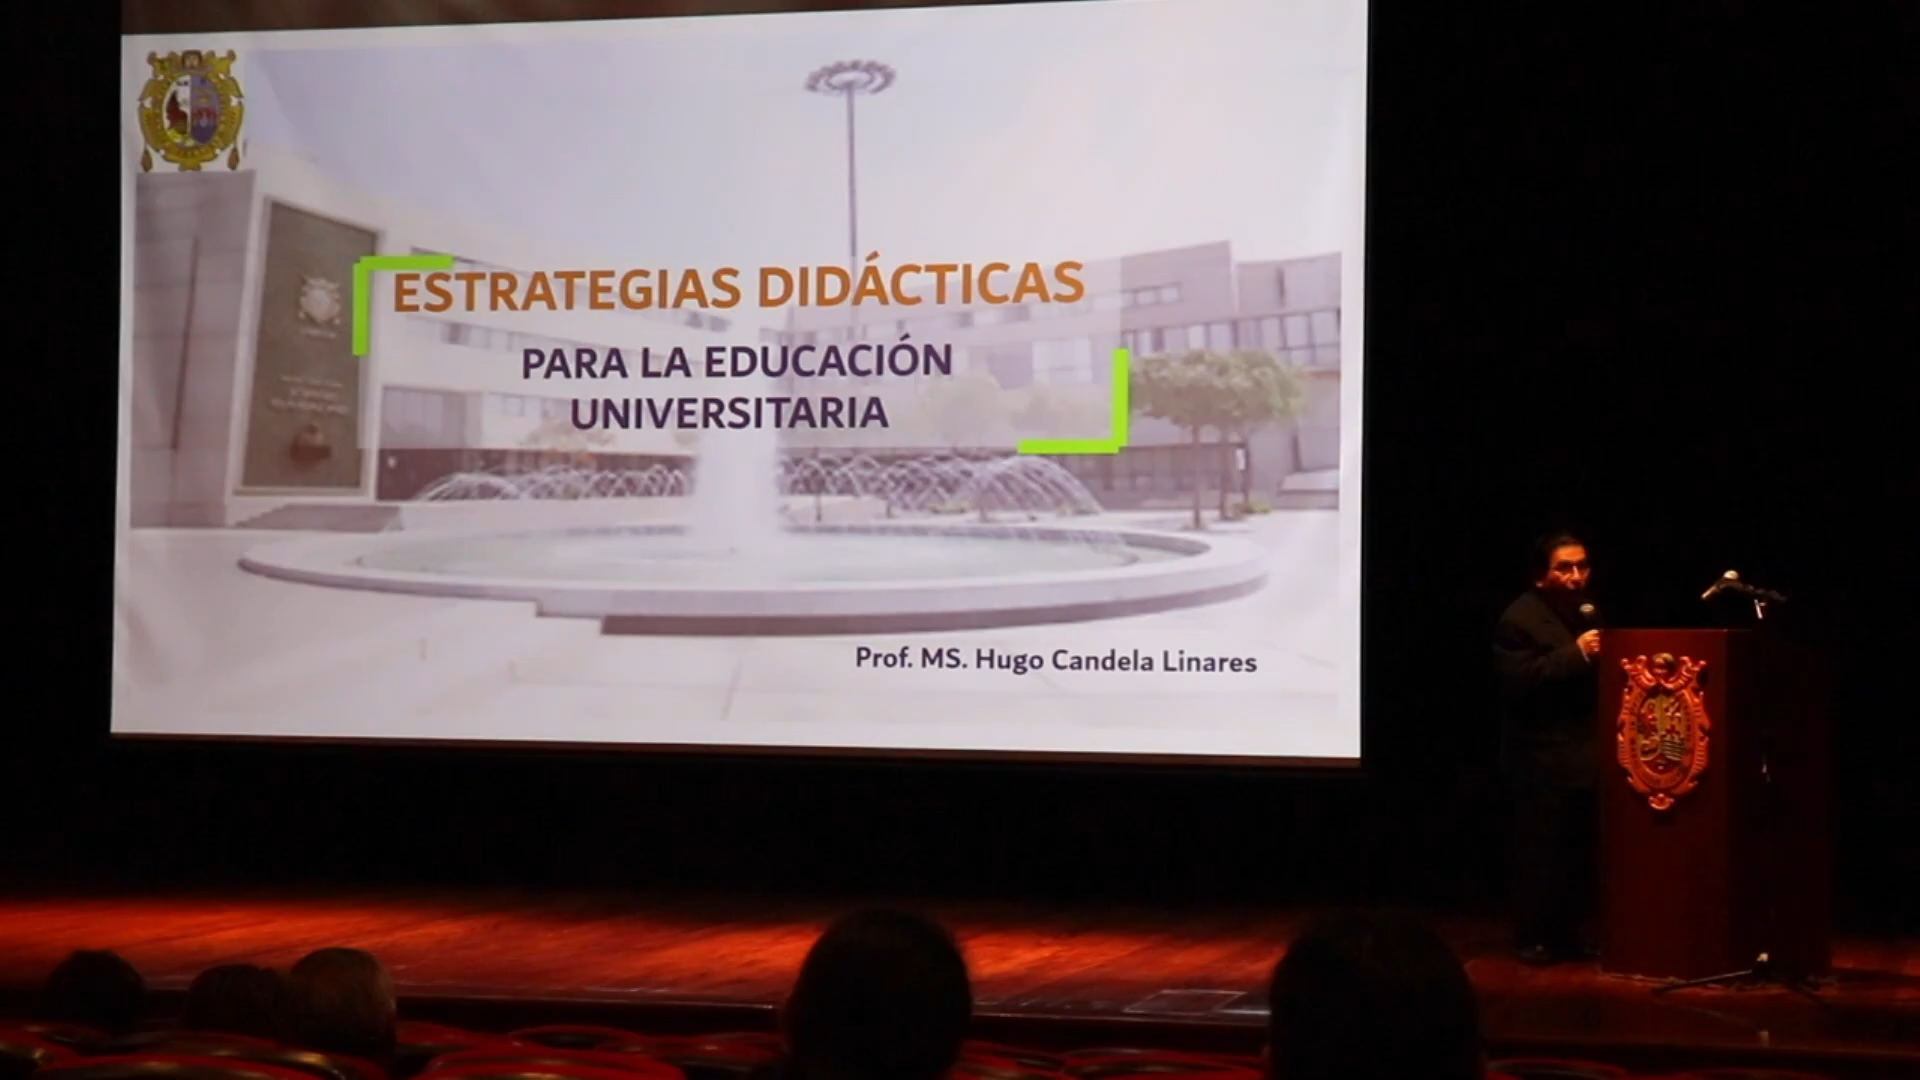 ESTRATEGIAS DIDÁCTICAS
PARA LA EDUCACIÓN
UNIVERSITARIA
Prof. MS. Hugo Candela Linares